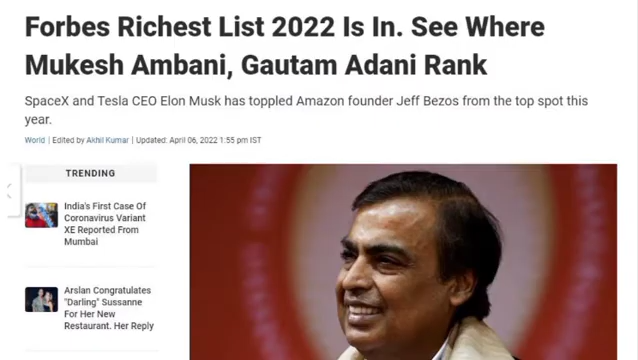 Forbes Richest List 2022 Is In. See Where
Mukesh Ambani, Gautam Adani Rank
SpaceX and Tesla CEO Elon Musk has toppled Amazon founder Jeff Bezos from the top spot this
year.
World | Edited by Akhil Kumar | Updated: April 06, 2022 1:55 pm IST
TRENDING
India's First Case Of
Coronavirus Variant
XE Reported From
Mumbai
Arslan Congratulates
"Darling" Sussanne
For Her New
Restaurant. Her Reply